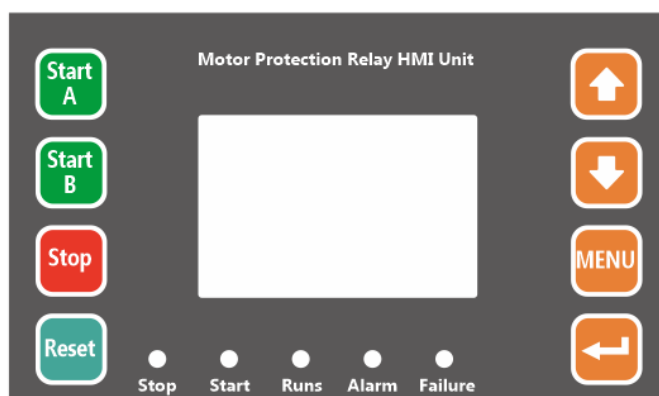 Motor Protection Relay HMI Unit
Start
A
Start
B
Stop
Reset
MENU
Stop Start Runs Alarm Failure